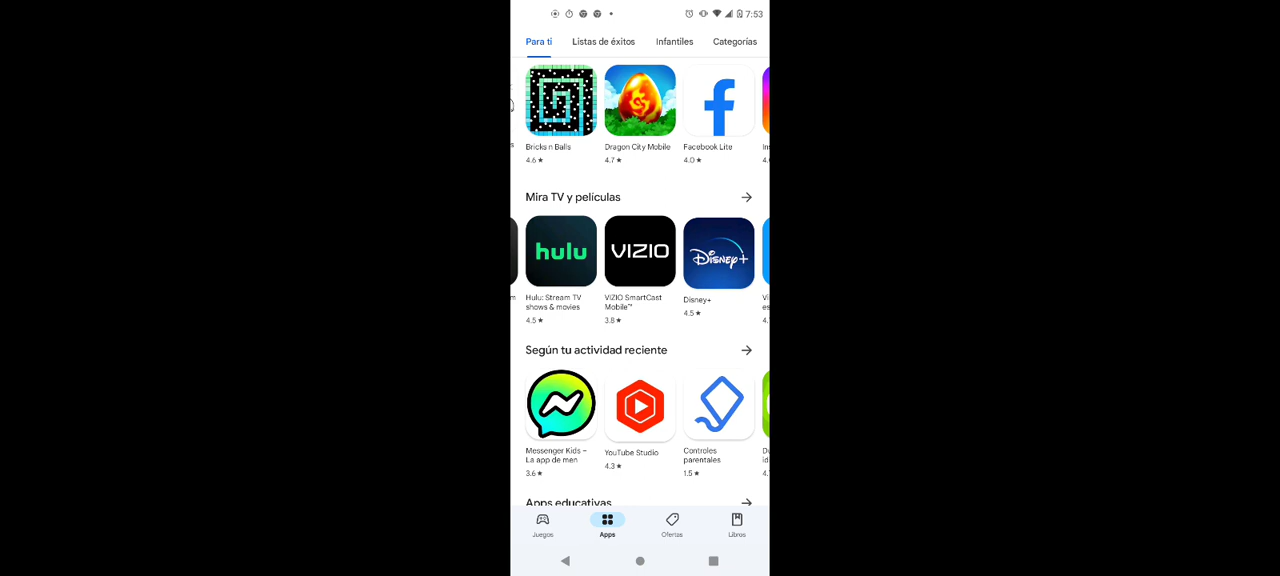 7:53
Para ti Listas de éxitos Infantiles Categorías
Bricks n Balls Dragon City Mobile Facebook Lite
4.6 ★ 4.7 ★ 4.0 ★
Mira TV y películas
hulu VIZIO Disney+
Hulu: Stream TV shows & movies
4.5 ★
VIZIO SmartCast Mobile™
3.8 ★
Disney+
4.5 ★
Según tu actividad reciente
Messenger Kids – La app de men
3.6 ★
YouTube Studio
4.3 ★
Controles parentales
1.5 ★
Apps educativas
Juegos Apps Ofertas Libros